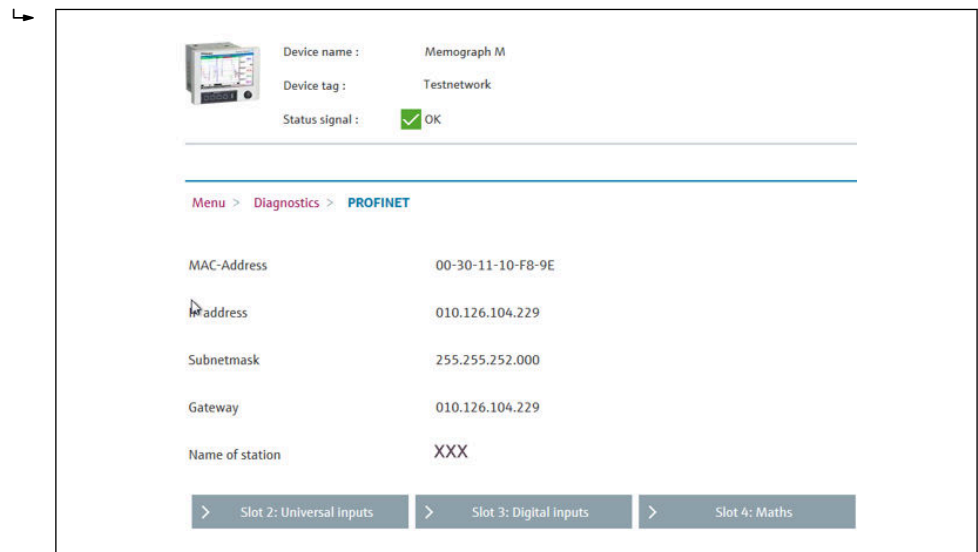 Device name : Memograph M
Device tag : Testnetwork
Status signal : OK
Menu > Diagnostics > PROFINET
MAC-Address 00-30-11-10-F8-9E
IP address 010.126.104.229
Subnetmask 255.255.252.000
Gateway 010.126.104.229
Name of station XXX
> Slot 2: Universal inputs > Slot 3: Digital inputs > Slot 4: Maths